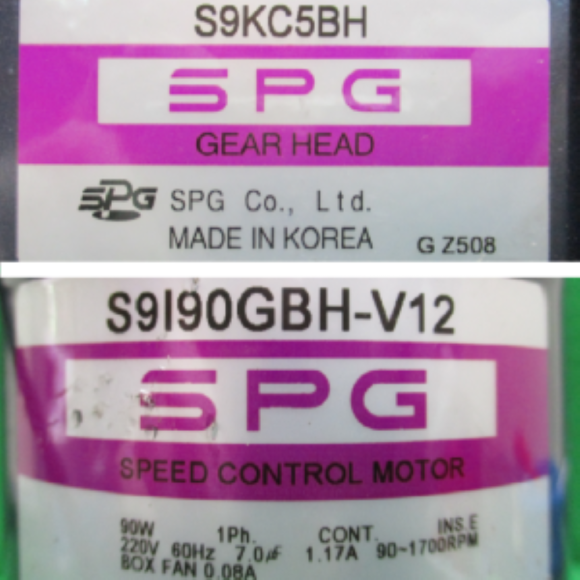 S9KC5BH
SPG
GEAR HEAD
SPG SPG Co., Ltd.
MADE IN KOREA G Z508
S9I90GBH-V12
SPG
SPEED CONTROL MOTOR
90W 1Ph. CONT. INS.E
220V 60Hz 7.0㎌ 1.17A 90~1700RPM
BOX FAN 0.08A